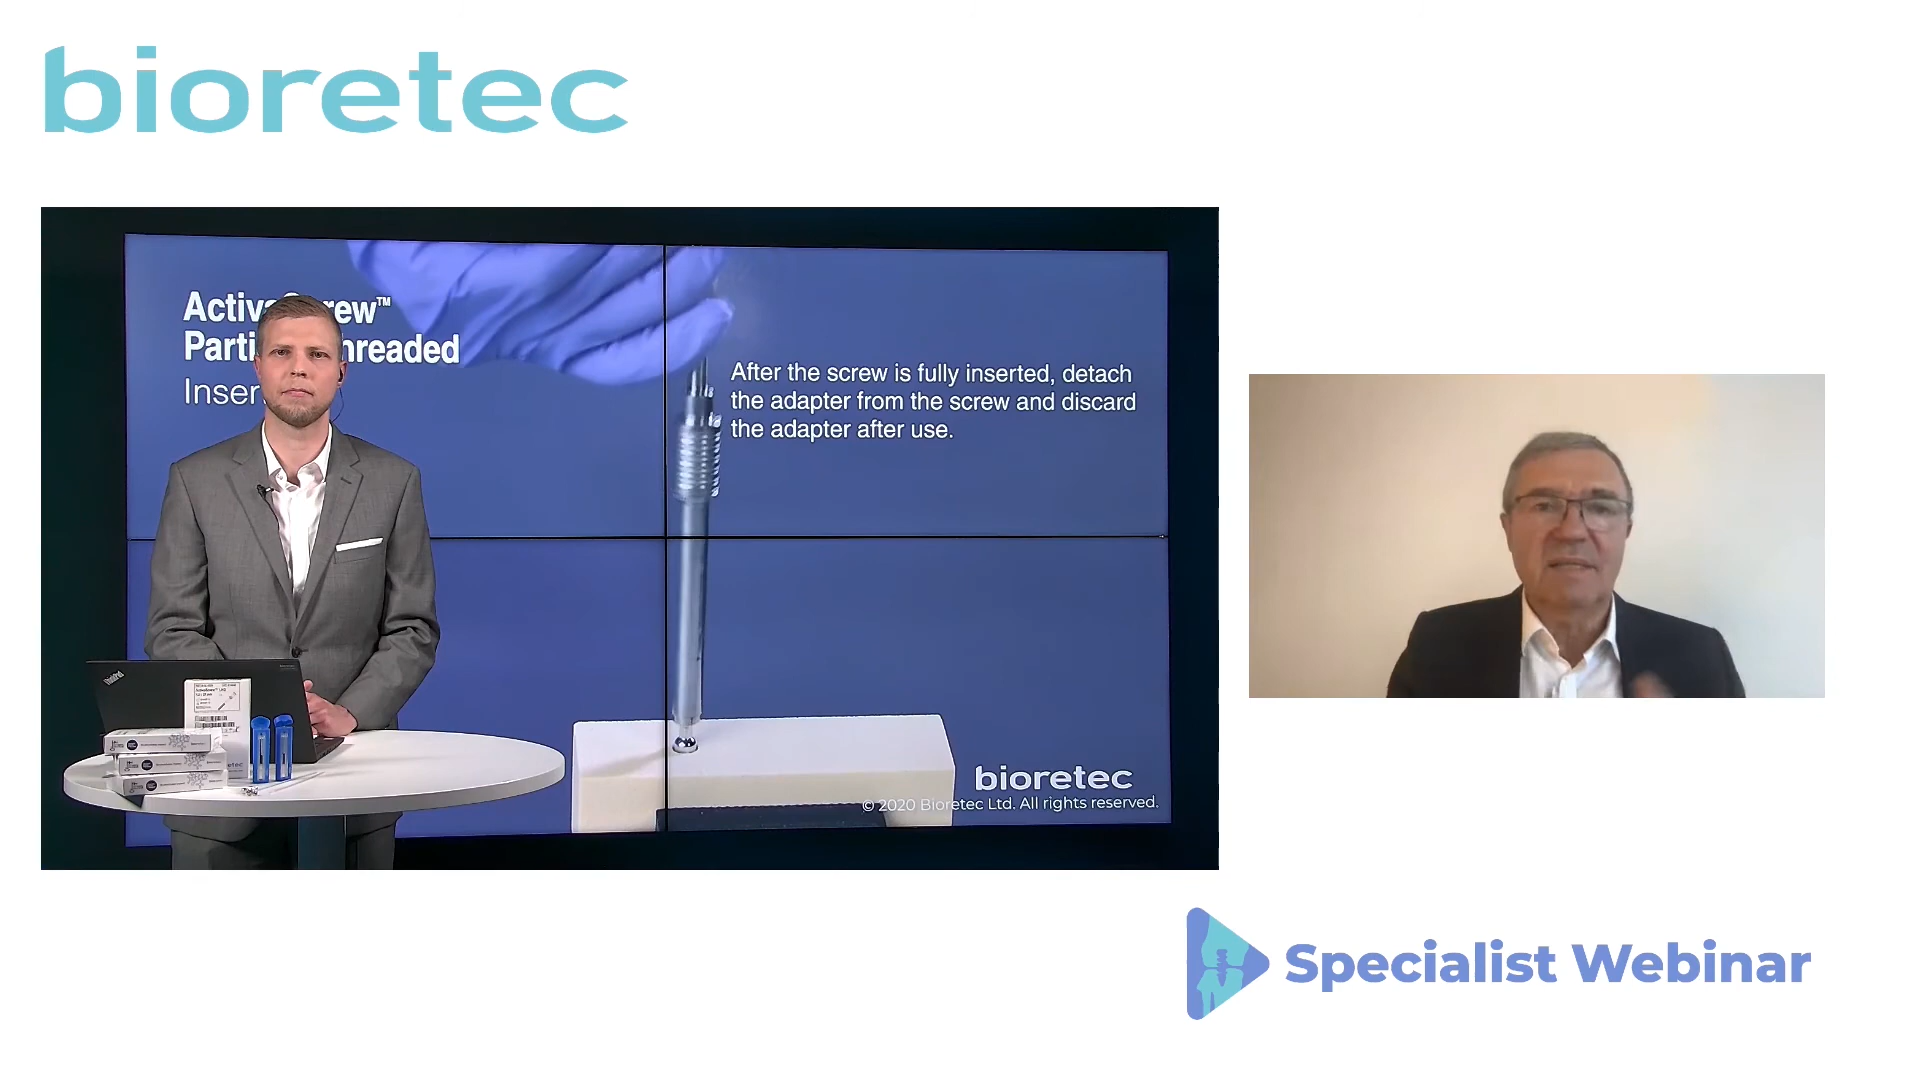 bioretec
Activ rew™
Parti hreaded
Inser
After the screw is fully inserted, detach
the adapter from the screw and discard
the adapter after use.
ThinkPad
bioretec
© 2020 Bioretec Ltd. All rights reserved.
Specialist Webinar